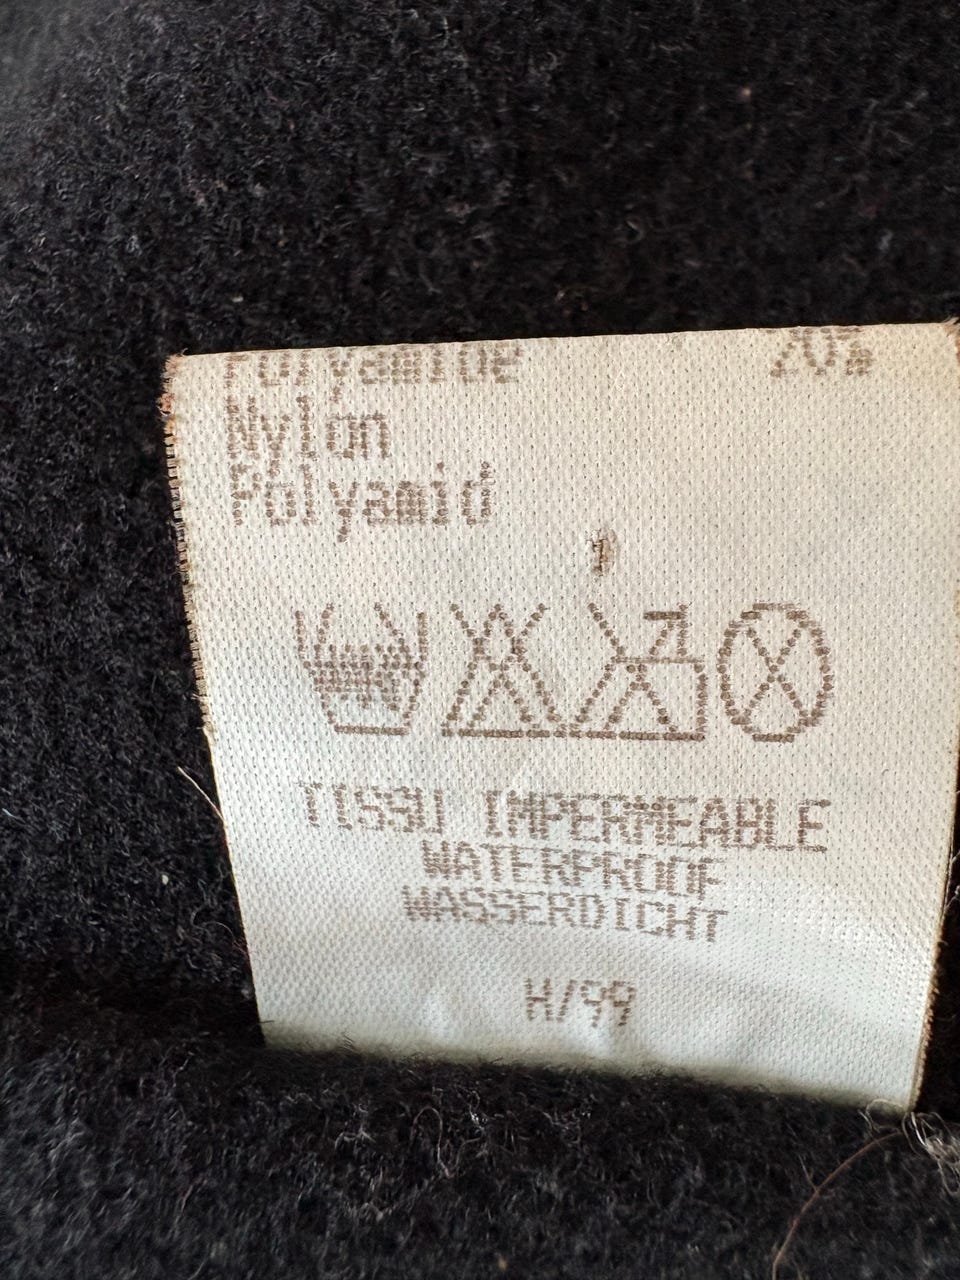 Polyamide 20%
Nylon
Polyamid
TISSU IMPERMEABLE
WATERPROOF
WASSERDICHT
H/99